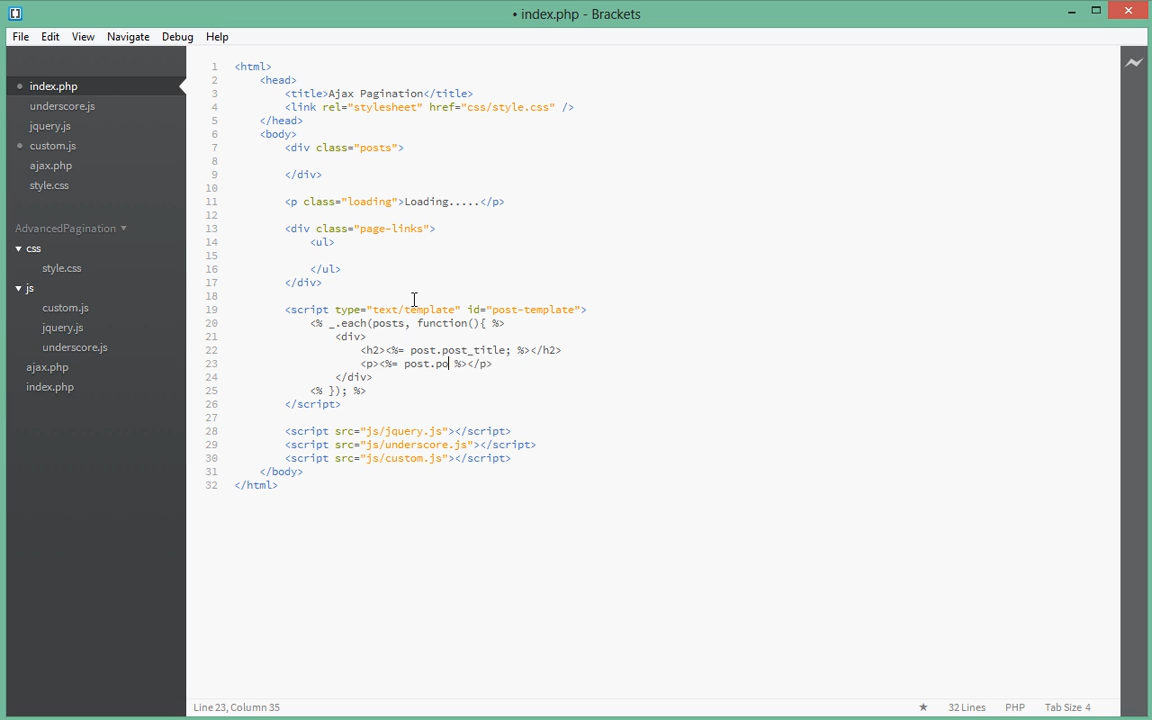 • index.php - Brackets
File Edit View Navigate Debug Help
index.php
underscore.js
jquery.js
custom.js
ajax.php
style.css
AdvancedPagination
css
style.css
js
custom.js
jquery.js
underscore.js
ajax.php
index.php
1 <html>
2 <head>
3 <title>Ajax Pagination</title>
4 <link rel="stylesheet" href="css/style.css" />
5 </head>
6 <body>
7 <div class="posts">
8
9 </div>
10
11 <p class="loading">Loading.....</p>
12
13 <div class="page-links">
14 <ul>
15
16 </ul>
17 </div>
18
19 <script type="text/template" id="post-template">
20 <% _.each(posts, function(){ %>
21 <div>
22 <h2><%= post.post_title; %></h2>
23 <p><%= post.po %></p>
24 </div>
25 <% }); %>
26 </script>
27
28 <script src="js/jquery.js"></script>
29 <script src="js/underscore.js"></script>
30 <script src="js/custom.js"></script>
31 </body>
32 </html>
Line 23, Column 35
32 Lines PHP Tab Size 4